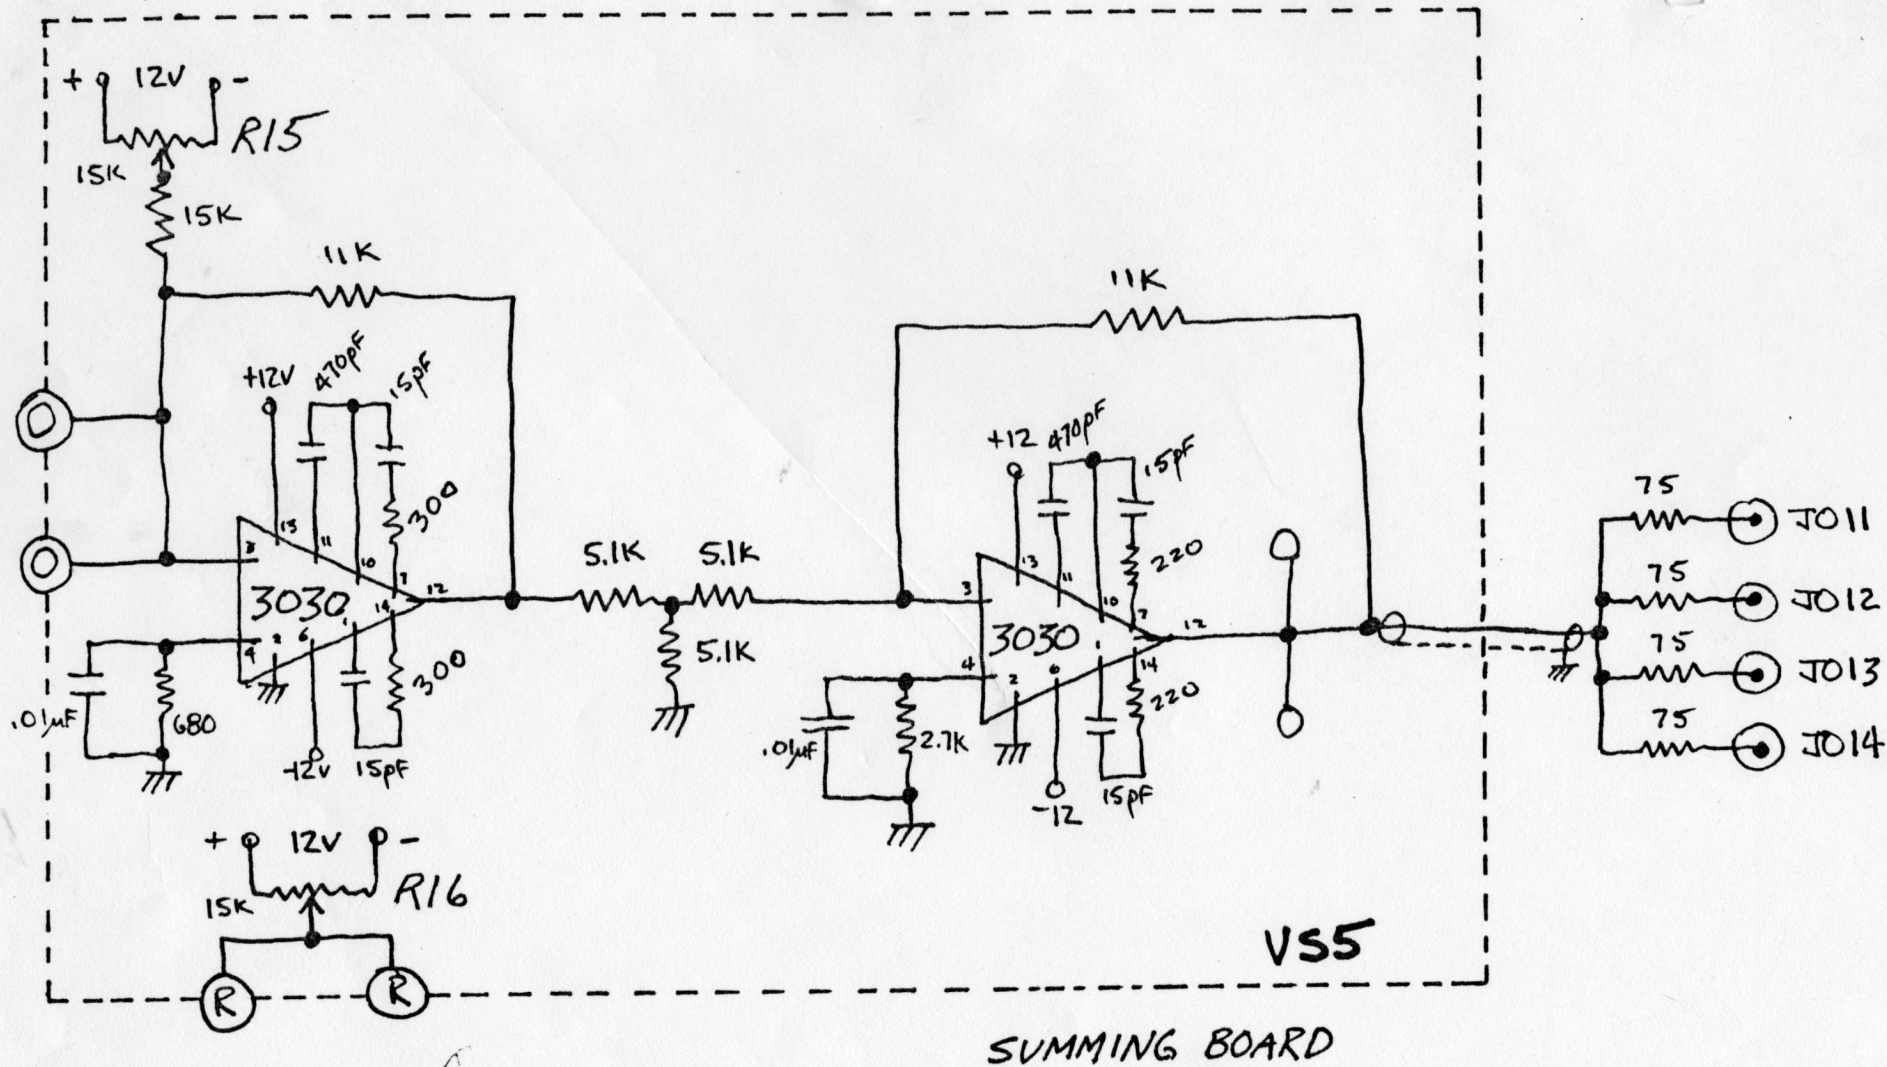 + 12V -
R15
15K
15K
11K
+12V
470pF
15pF
300
13
11
10
7
3
12
3030
14
4
2
6
1
300
.01µF
680
-12V
15pF
5.1K
5.1K
5.1K
11K
+12
470pF
15pF
220
13
11
10
7
3
12
3030
14
4
2
6
1
220
.01µF
2.7K
-12
15pF
75
JO11
75
JO12
75
JO13
75
JO14
+ 12V -
15K
R16
R
R
VS5
SUMMING BOARD